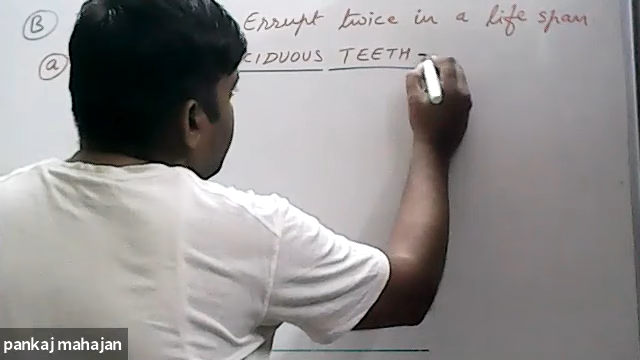 B Errupt twice in a life span
a CIDUOUS TEETH -
pankaj mahajan